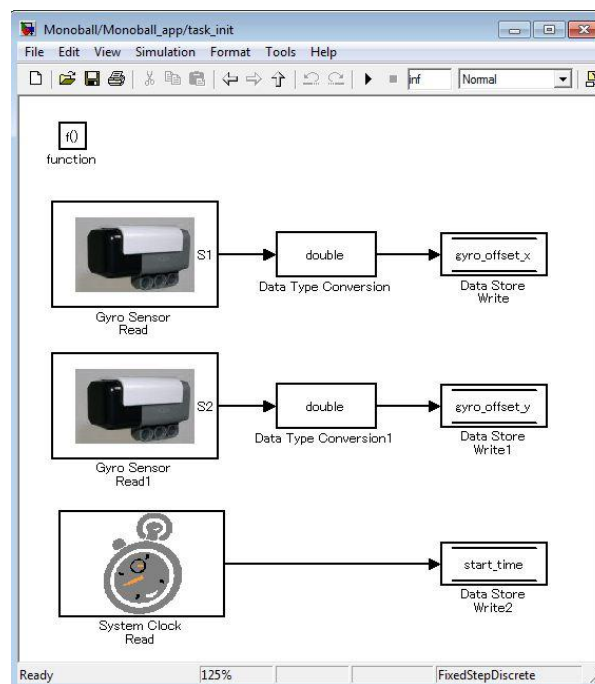 Monoball/Monoball_app/task_init
File Edit View Simulation Format Tools Help
inf Normal
f()
function
S1
double
gyro_offset_x
Gyro Sensor
Read
Data Type Conversion
Data Store
Write
S2
double
gyro_offset_y
Gyro Sensor
Read1
Data Type Conversion1
Data Store
Write1
start_time
System Clock
Read
Data Store
Write2
Ready 125% FixedStepDiscrete